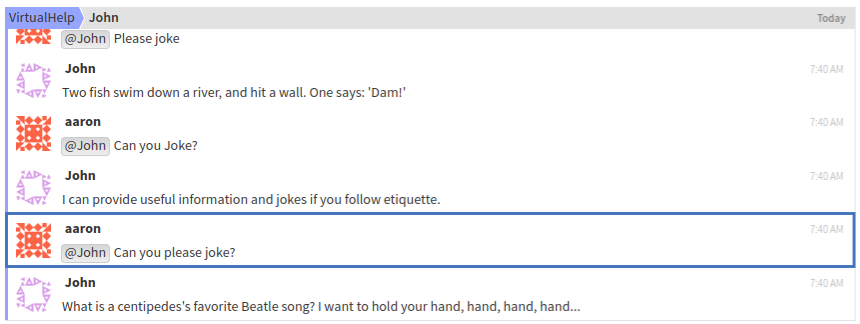 VirtualHelp John Today
@John Please joke
John 7:40 AM
Two fish swim down a river, and hit a wall. One says: 'Dam!'
aaron 7:40 AM
@John Can you Joke?
John 7:40 AM
I can provide useful information and jokes if you follow etiquette.
aaron 7:40 AM
@John Can you please joke?
John 7:40 AM
What is a centipedes's favorite Beatle song? I want to hold your hand, hand, hand, hand...